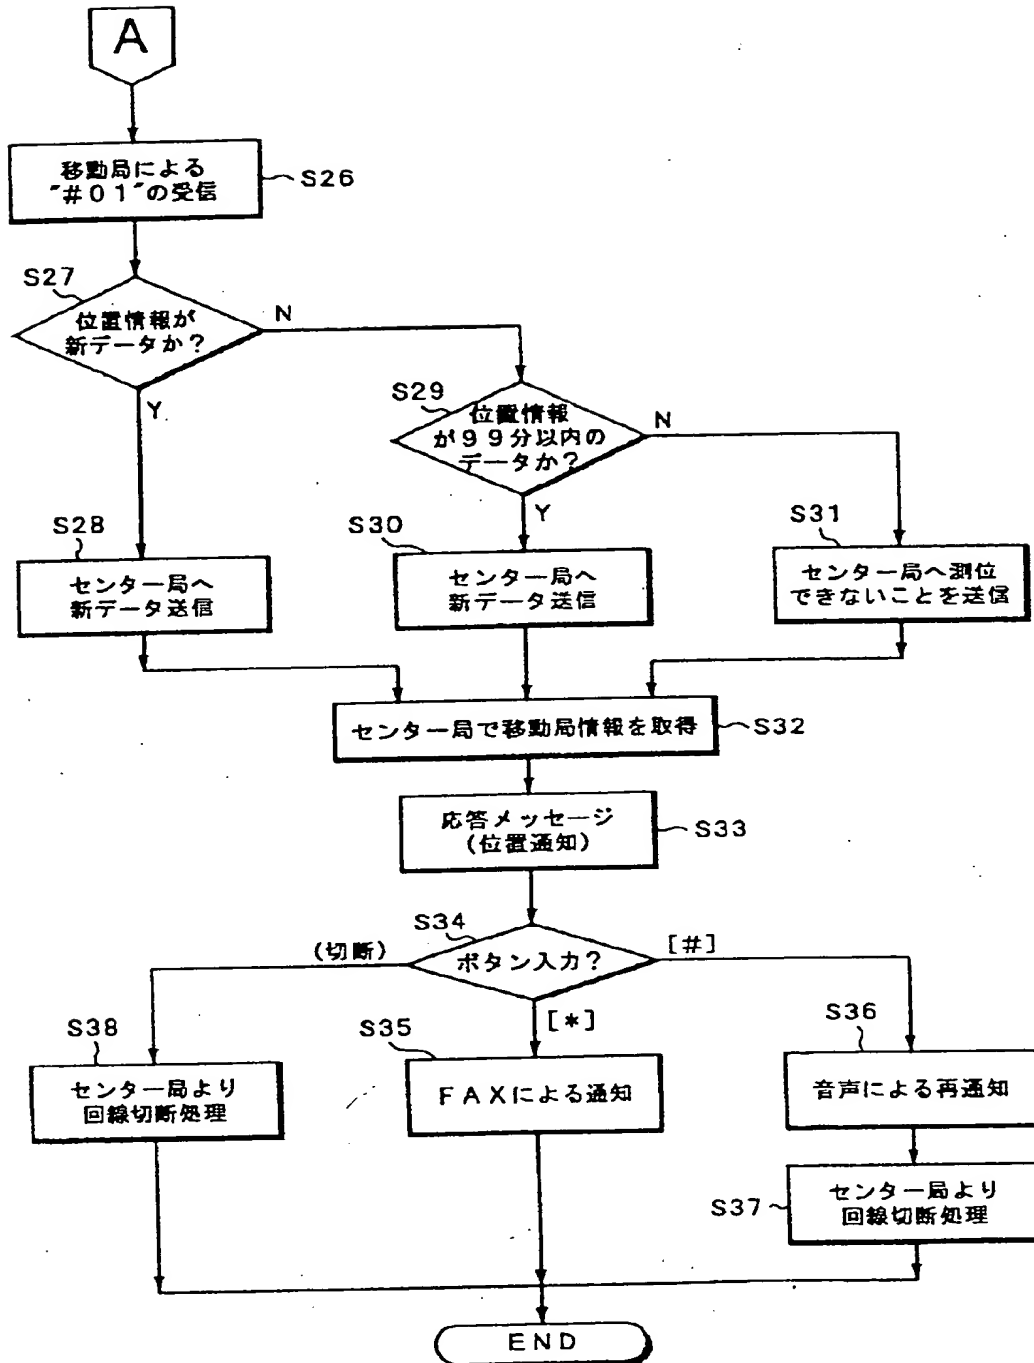 A
移動局による
"#01"の受信
S26
S27
位置情報が
新データか?
N
Y
S29
位置情報
が99分以内の
データか?
N
Y
S28
センター局へ
新データ送信
S30
センター局へ
新データ送信
S31
センター局へ測位
できないことを送信
センター局で移動局情報を取得
S32
応答メッセージ
(位置通知)
S33
S34
ボタン入力?
(切断)
[*]
[#]
S38
センター局より
回線切断処理
S35
FAXによる通知
S36
音声による再通知
S37
センター局より
回線切断処理
END